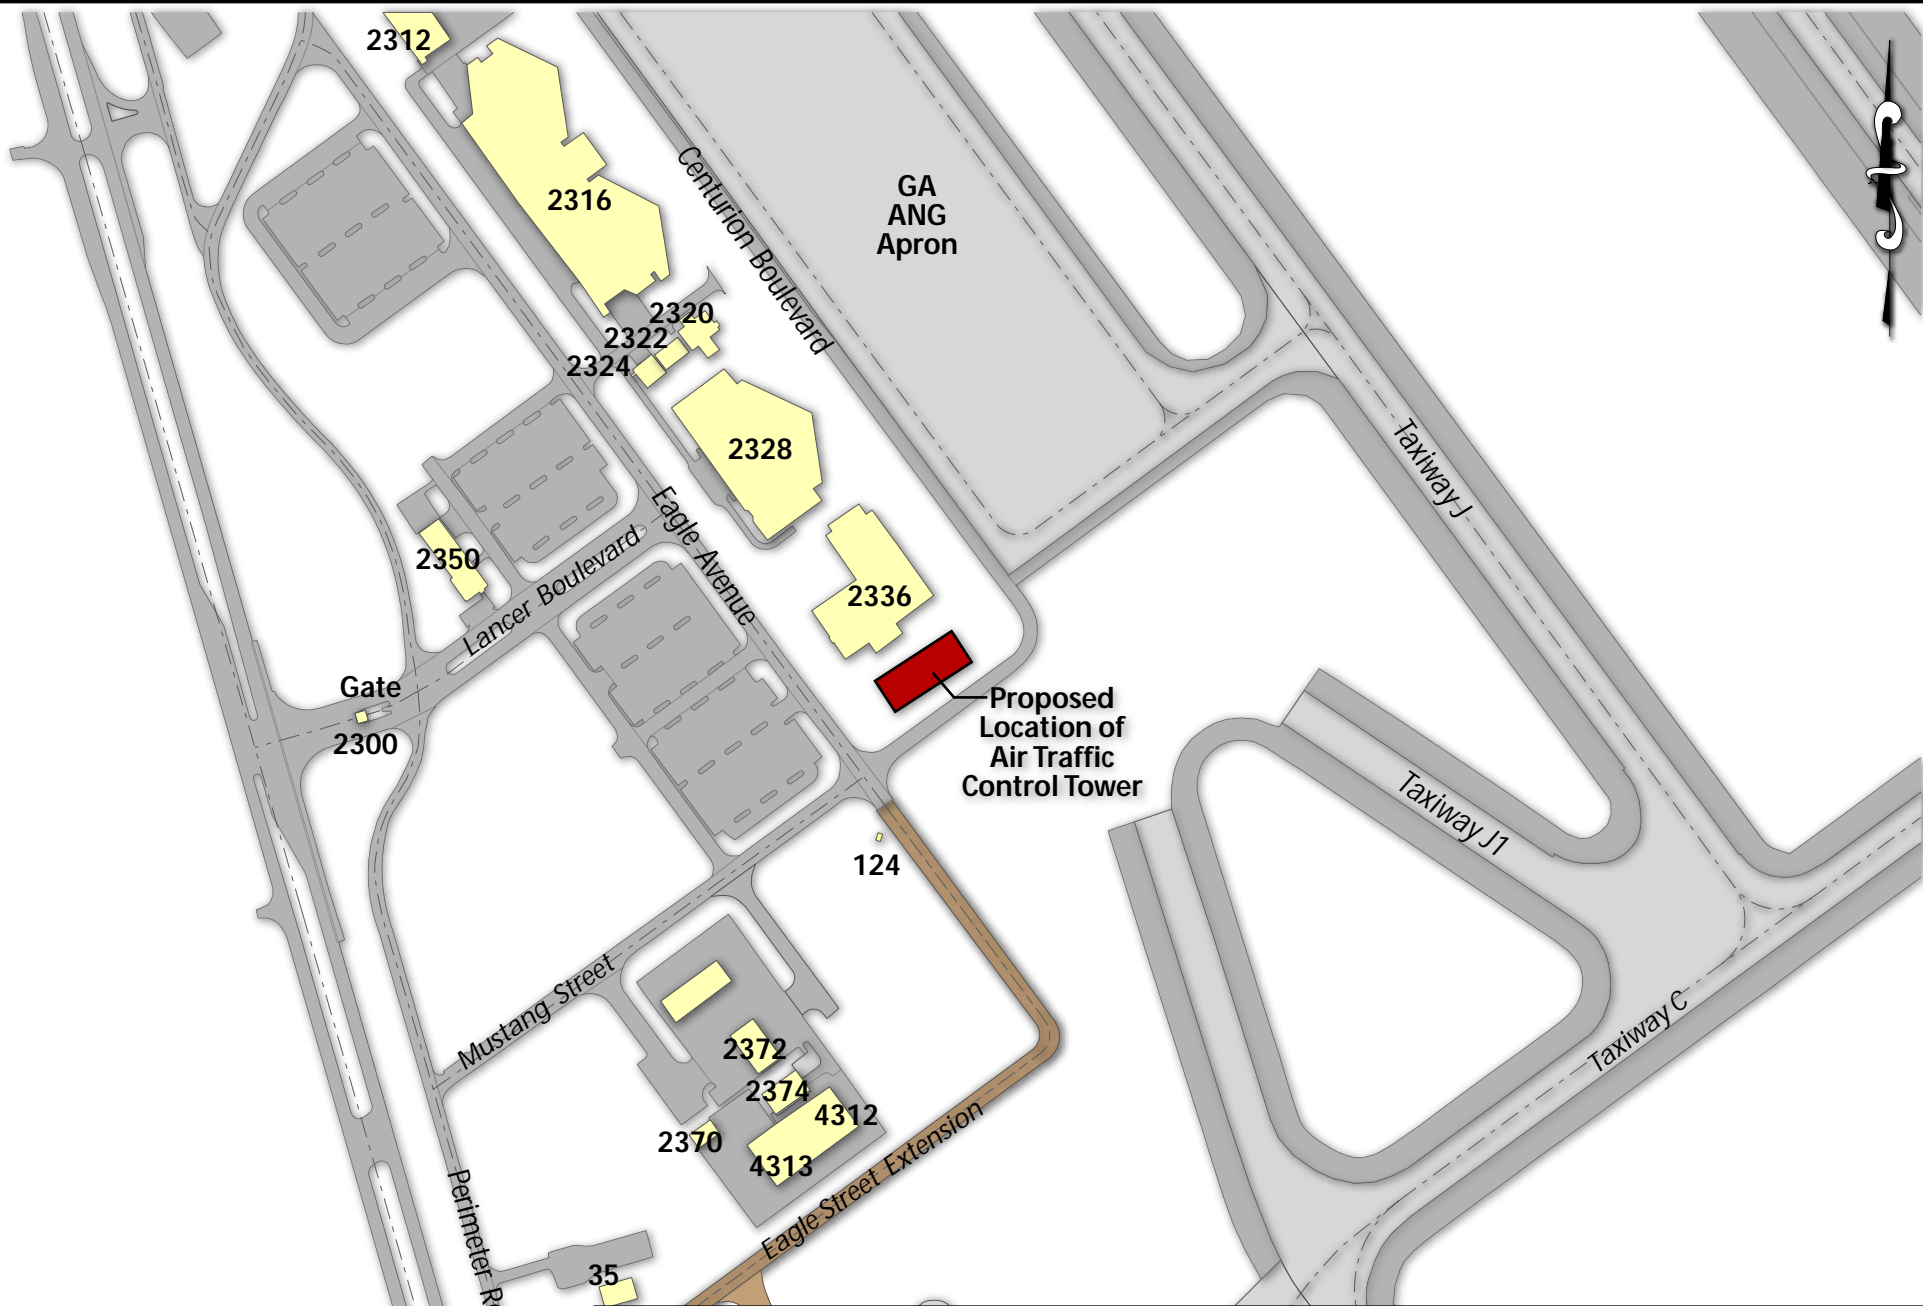 2312
2316
Centurion Boulevard
GA
ANG
Apron
2320
2322
2324
2328
Taxiway J
Eagle Avenue
2350
Lancer Boulevard
2336
Gate
2300
Proposed
Location of
Air Traffic
Control Tower
Taxiway J1
124
Mustang Street
Taxiway C
2372
2374
4312
2370
4313
Eagle Street Extension
Perimeter R
35